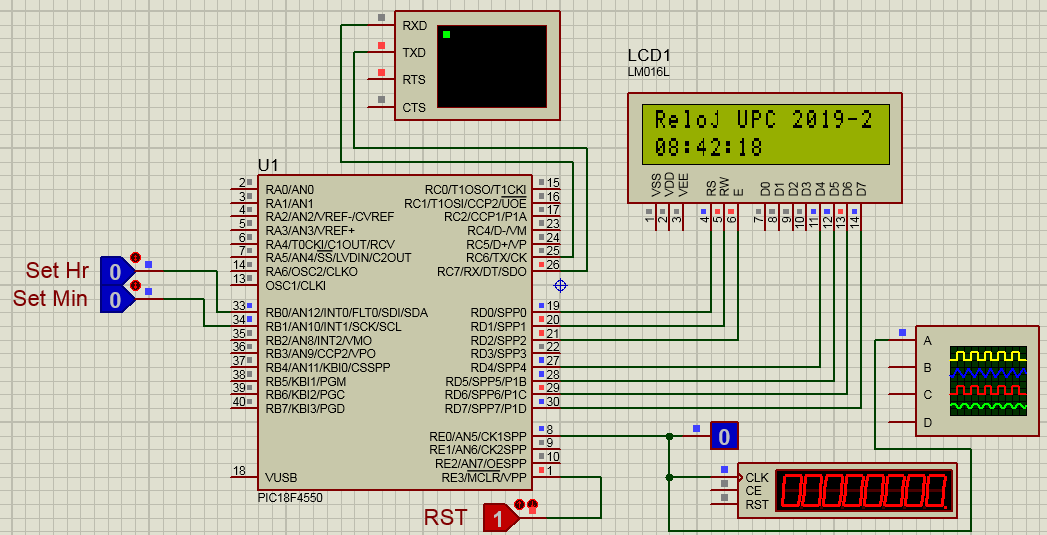 RXD
TXD
RTS
CTS
LCD1
LM016L
ReloJ UPC 2019-2
08:42:18
VSS
VDD
VEE
RS
RW
E
D0
D1
D2
D3
D4
D5
D6
D7
1
2
3
4
5
6
7
8
9
10
11
12
13
14
U1
2 RA0/AN0 RC0/T1OSO/T1CKI 15
3 RA1/AN1 RC1/T1OSI/CCP2/UOE 16
4 RA2/AN2/VREF-/CVREF RC2/CCP1/P1A 17
5 RA3/AN3/VREF+ RC4/D-/VM 23
6 RA4/T0CKI/C1OUT/RCV RC5/D+/VP 24
7 RA5/AN4/SS/LVDIN/C2OUT RC6/TX/CK 25
14 RA6/OSC2/CLKO RC7/RX/DT/SDO 26
13 OSC1/CLKI
Set Hr 0
Set Min 0
33 RB0/AN12/INT0/FLT0/SDI/SDA RD0/SPP0 19
34 RB1/AN10/INT1/SCK/SCL RD1/SPP1 20
35 RB2/AN8/INT2/VMO RD2/SPP2 21
36 RB3/AN9/CCP2/VPO RD3/SPP3 22
37 RB4/AN11/KBI0/CSSPP RD4/SPP4 27
38 RB5/KBI1/PGM RD5/SPP5/P1B 28
39 RB6/KBI2/PGC RD6/SPP6/P1C 29
40 RB7/KBI3/PGD RD7/SPP7/P1D 30
RE0/AN5/CK1SPP 8
RE1/AN6/CK2SPP 9
RE2/AN7/OESPP 10
18 VUSB RE3/MCLR/VPP 1
PIC18F4550
RST 1
A
B
C
D
0
CLK
CE
RST
00000000